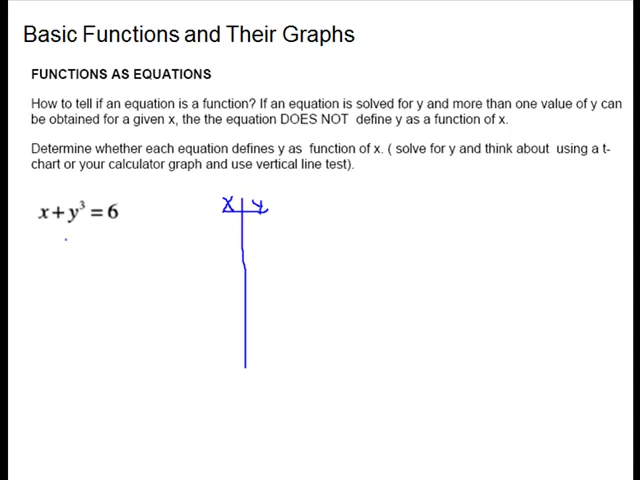 Basic Functions and Their Graphs
FUNCTIONS AS EQUATIONS
How to tell if an equation is a function? If an equation is solved for y and more than one value of y can
be obtained for a given x, the the equation DOES NOT define y as a function of x.
Determine whether each equation defines y as function of x. ( solve for y and think about using a t-
chart or your calculator graph and use vertical line test).
x + y³ = 6
x y